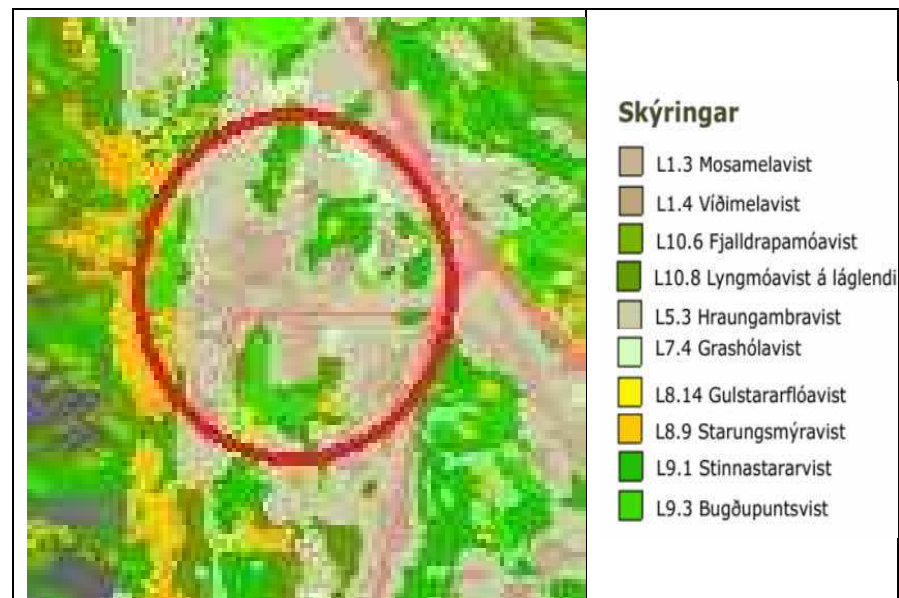 Skýringar
L1.3 Mosamelavist
L1.4 Víðimelavist
L10.6 Fjalldrapamóavist
L10.8 Lyngmóavist á láglendi
L5.3 Hraungambravist
L7.4 Grashólavist
L8.14 Gulstararflóavist
L8.9 Starungsmýravist
L9.1 Stinnastararvist
L9.3 Bugðupuntsvist